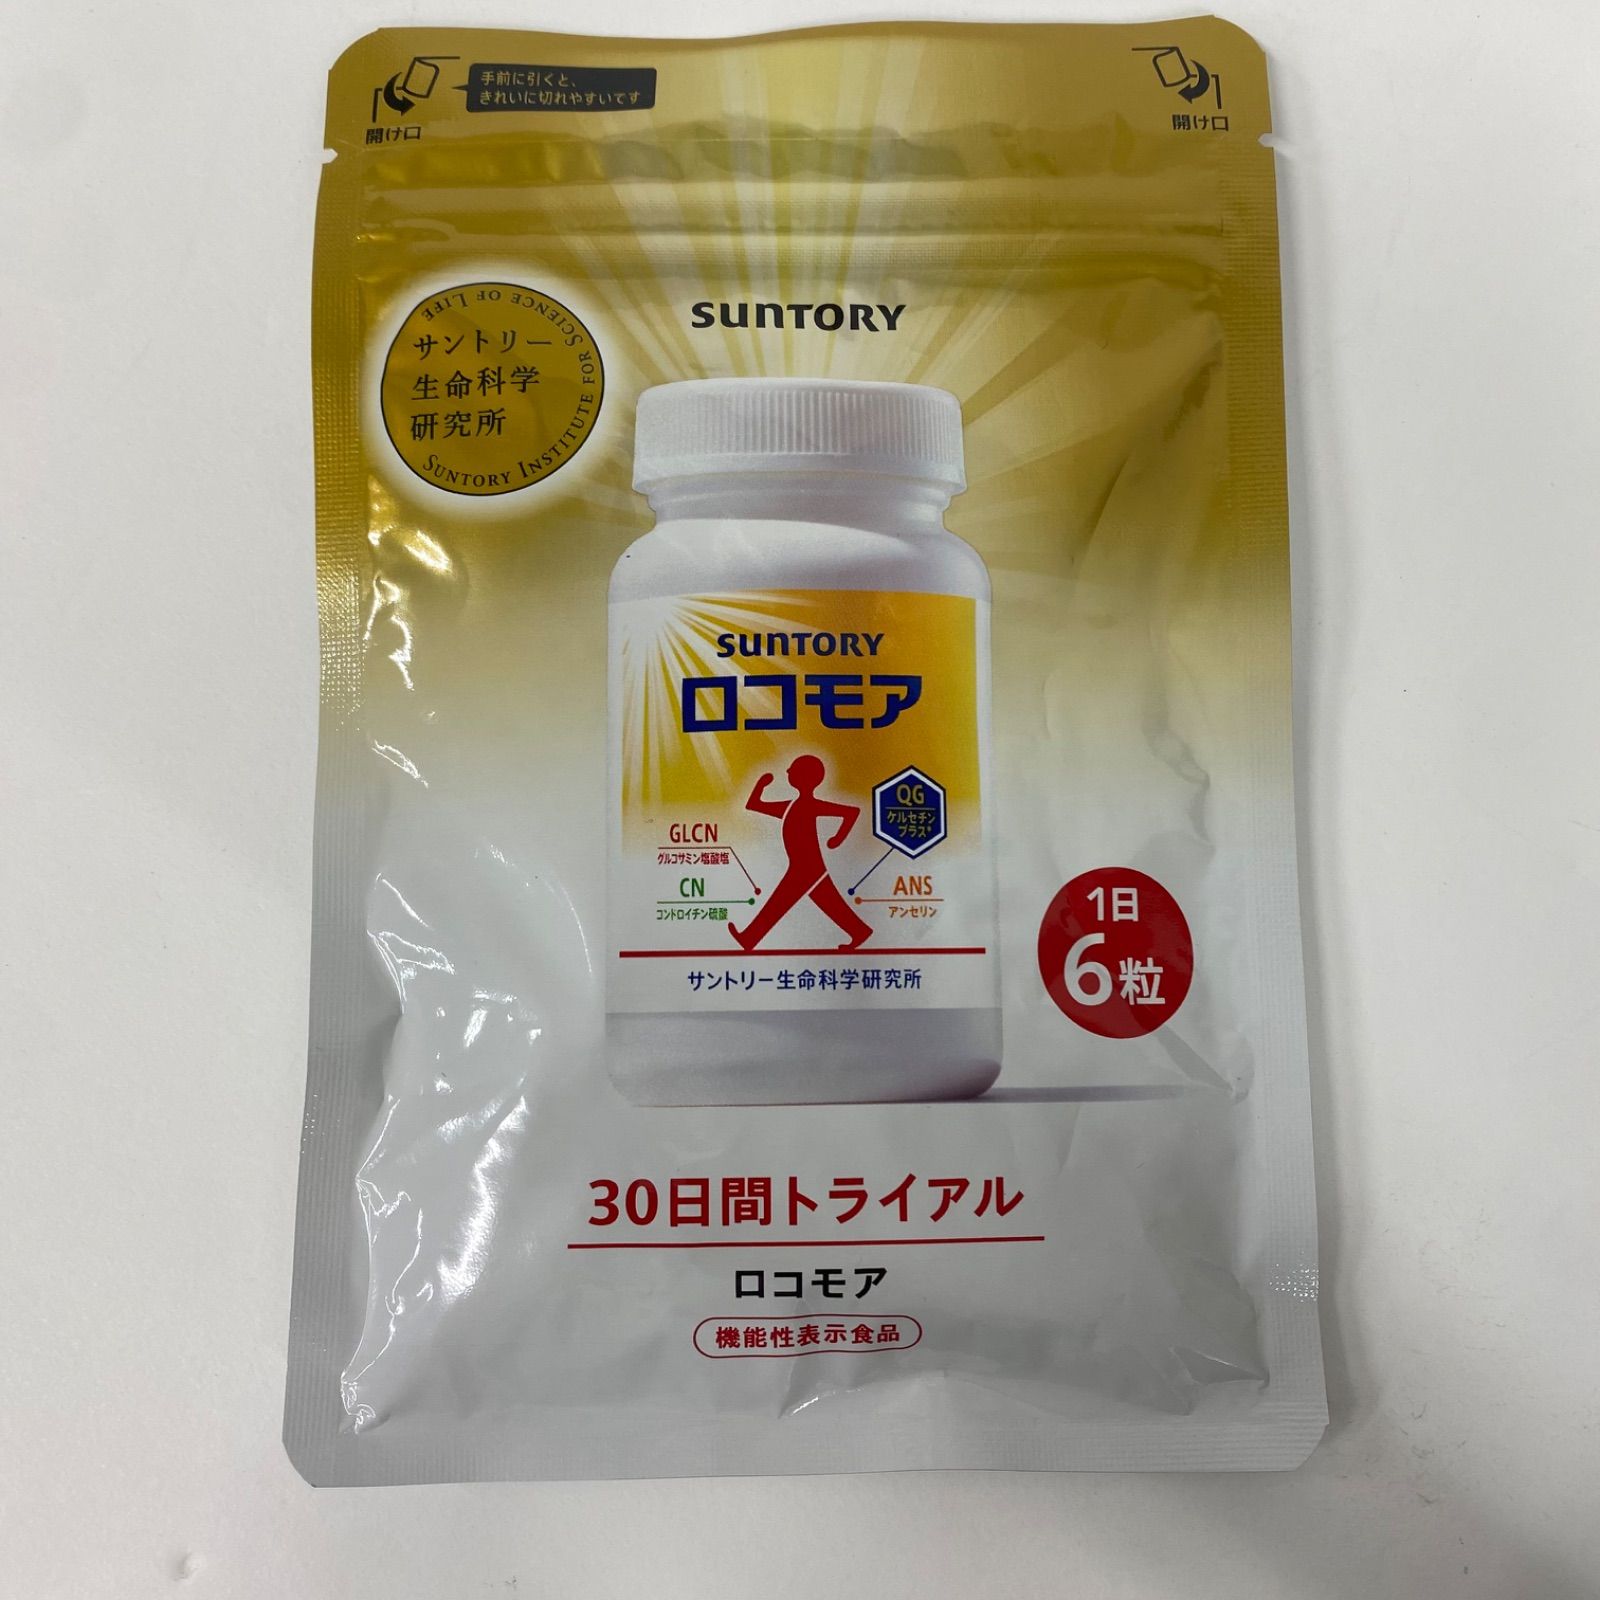 手前に引くと、
きれいに切れやすいです
開け口
開け口
SUNTORY
サントリー
生命科学
研究所
SUNTORY INSTITUTE FOR SCIENCE OF LIFE
SUNTORY
ロコモア
QG
ケルセチン
プラス*
GLCN
グルコサミン塩酸塩
CN
コンドロイチン硫酸
ANS
アンセリン
サントリー生命科学研究所
1日
6粒
30日間トライアル
ロコモア
機能性表示食品